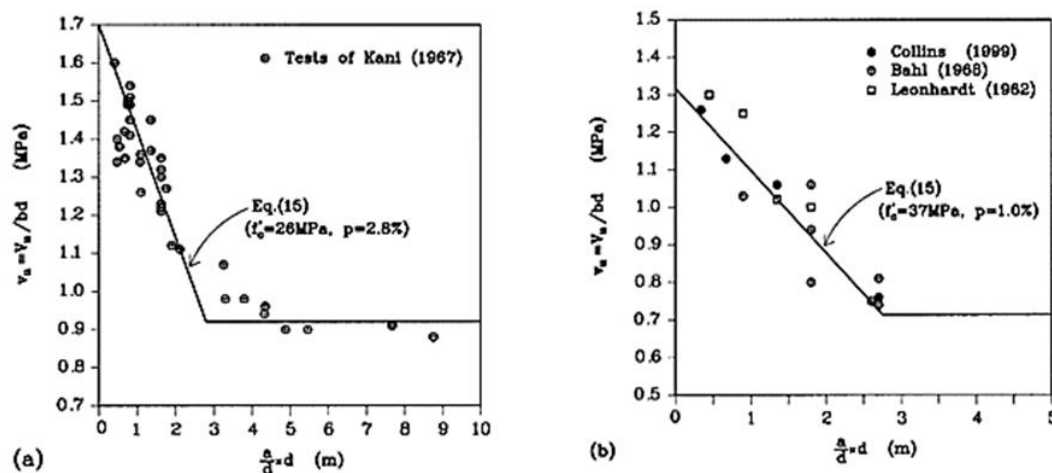 1.7
1.6
1.5
1.4
1.3
1.2
1.1
1.0
0.9
0.8
0.7
vu=Vu/bd (MPa)
Tests of Kani (1967)
Eq.(15)
(f'c=26MPa, p=2.8%)
0 1 2 3 4 5 6 7 8 9 10
a/d*d (m)
(a)
1.5
1.4
1.3
1.2
1.1
1.0
0.9
0.8
0.7
0.6
0.5
vu=Vu/bd (MPa)
Collins (1999)
Bahl (1968)
Leonhardt (1962)
Eq.(15)
(f'c=37MPa, p=1.0%)
0 1 2 3 4 5
a/d*d (m)
(b)